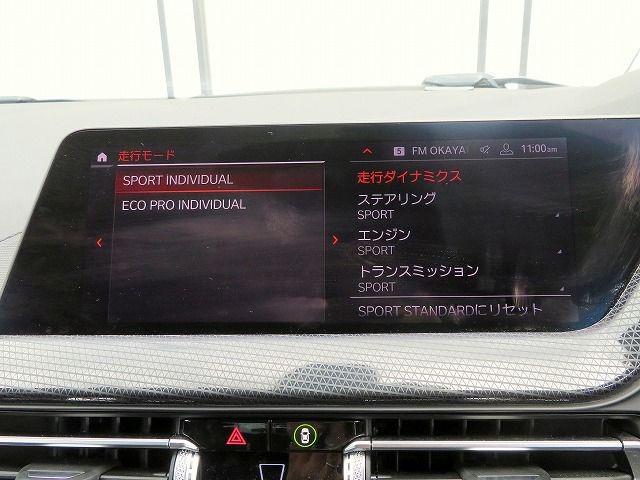 走行モード
5 FM OKAYA 11:00am
SPORT INDIVIDUAL
ECO PRO INDIVIDUAL
走行ダイナミクス
ステアリング
SPORT
エンジン
SPORT
トランスミッション
SPORT
SPORT STANDARDにリセット